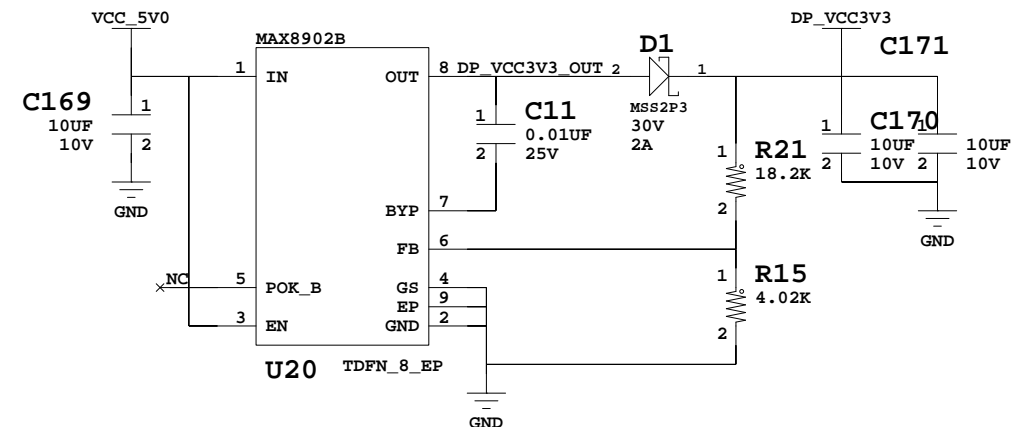 VCC_5V0
DP_VCC3V3
MAX8902B
D1
C171
1 IN
OUT 8 DP_VCC3V3_OUT 2
1
C169
1
10UF
10V
2
GND
MSS2P3
30V
2A
1
C11
0.01UF
25V
2
1
C170
10UF
10V
2
1
10UF
10V
2
GND
1
R21
18.2K
2
BYP 7
FB 6
NC
5 POK_B
GS 4
EP 9
GND 2
3 EN
1
R15
4.02K
2
U20
TDFN_8_EP
GND